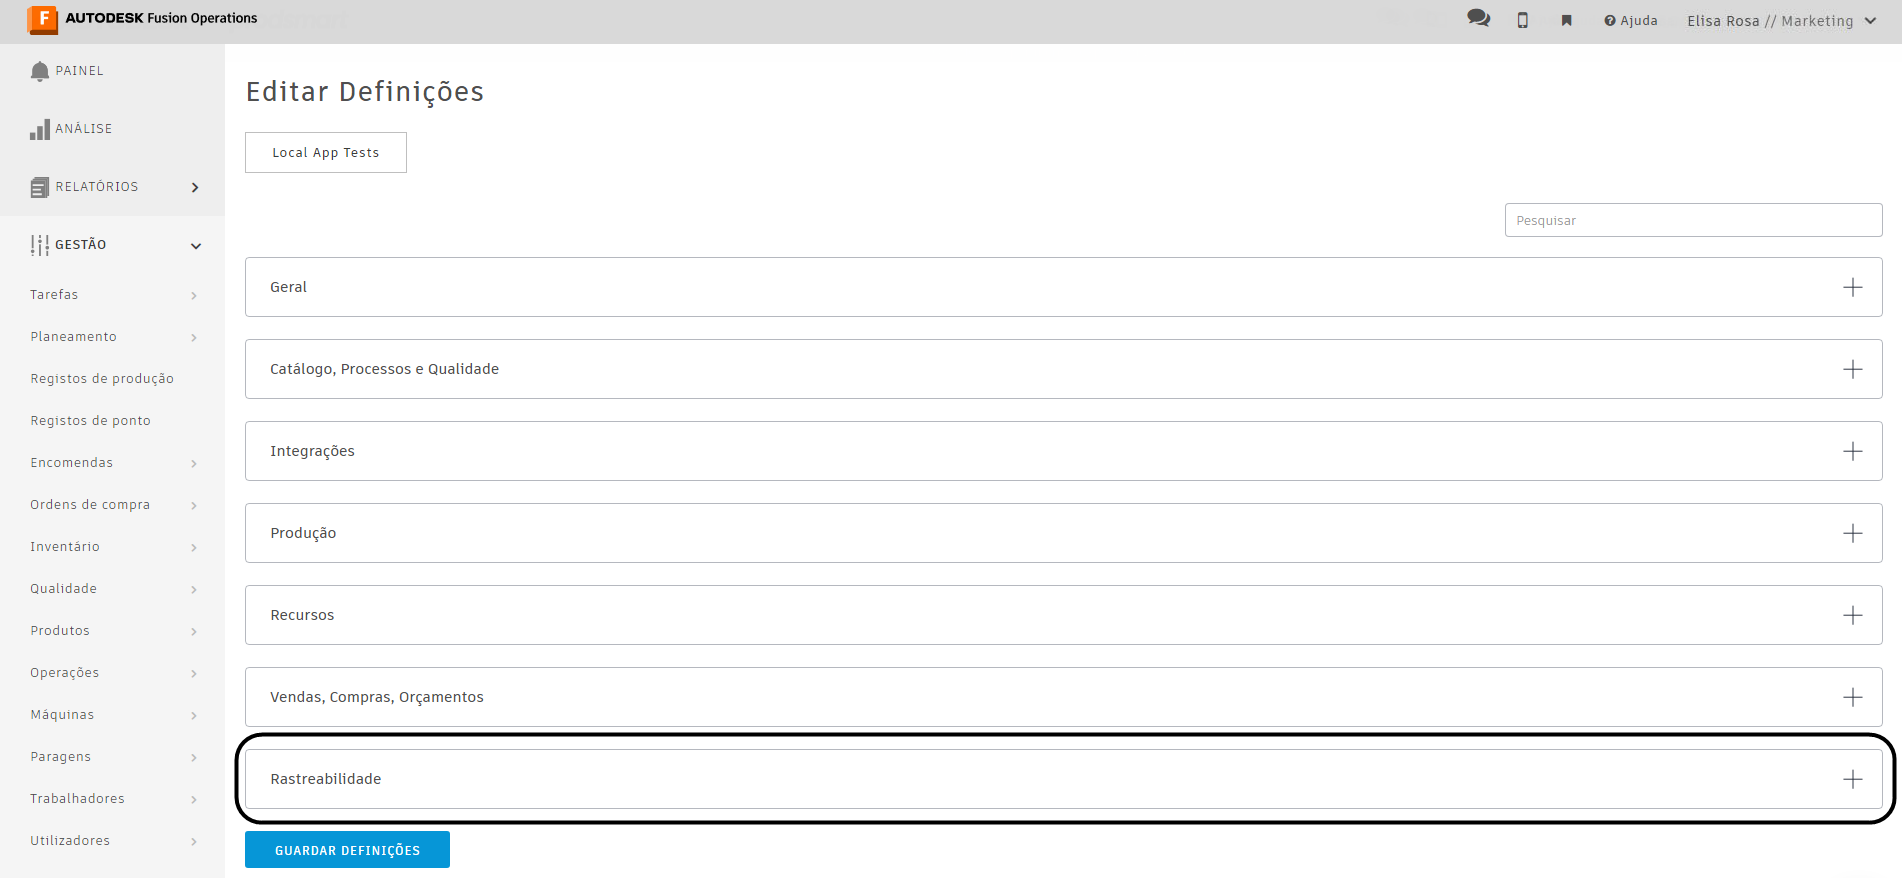 F AUTODESK Fusion Operations
Ajuda
Elisa Rosa // Marketing
PAINEL
ANÁLISE
RELATÓRIOS
GESTÃO
Tarefas
Planeamento
Registos de produção
Registos de ponto
Encomendas
Ordens de compra
Inventário
Qualidade
Produtos
Operações
Máquinas
Paragens
Trabalhadores
Utilizadores
Editar Definições
Local App Tests
Pesquisar
Geral
Catálogo, Processos e Qualidade
Integrações
Produção
Recursos
Vendas, Compras, Orçamentos
Rastreabilidade
GUARDAR DEFINIÇÕES